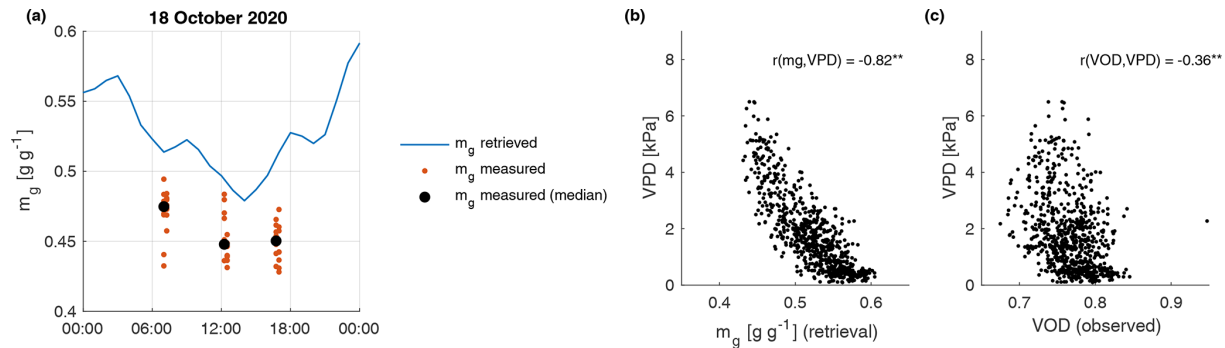 (a)
18 October 2020
0.6
0.55
0.5
0.45
0.4
m_g [g g^-1]
00:00 06:00 12:00 18:00 00:00
m_g retrieved
m_g measured
m_g measured (median)
(b)
r(mg,VPD) = -0.82**
8
6
4
2
0
VPD [kPa]
0.4 0.5 0.6
m_g [g g^-1] (retrieval)
(c)
r(VOD,VPD) = -0.36**
8
6
4
2
0
VPD [kPa]
0.7 0.8 0.9
VOD (observed)